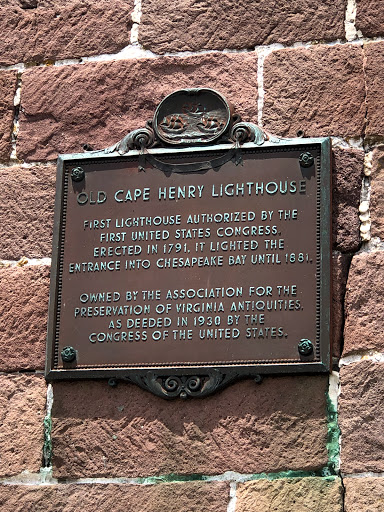 OLD CAPE HENRY LIGHTHOUSE
FIRST LIGHTHOUSE AUTHORIZED BY THE
FIRST UNITED STATES CONGRESS.
ERECTED IN 1791, IT LIGHTED THE
ENTRANCE INTO CHESAPEAKE BAY UNTIL 1881.
OWNED BY THE ASSOCIATION FOR THE
PRESERVATION OF VIRGINIA ANTIQUITIES.
AS DEEDED IN 1930 BY THE
CONGRESS OF THE UNITED STATES.